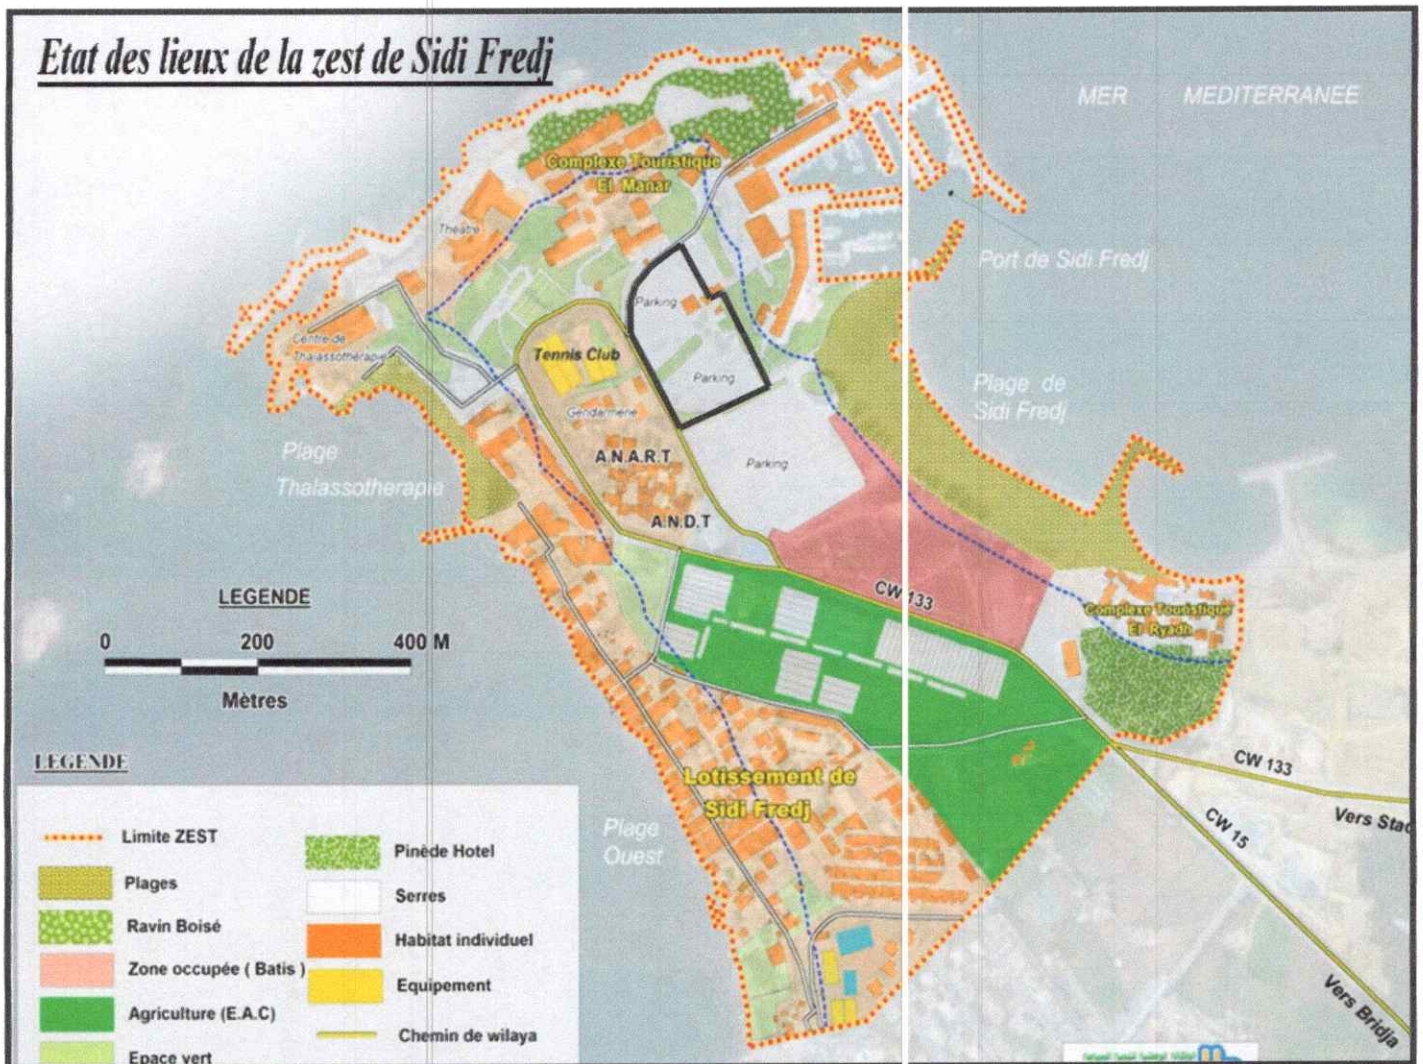 Etat des lieux de la zest de Sidi Fredj
MER MEDITERRANEE
Complexe Touristique
El Manar
Théatre
Port de Sidi Fredj
Parking
Centre de
Thalassothérapie
Tennis Club
Parking
Plage de
Sidi Fredj
Gendarmerie
Plage
Thalassotherapie
A.N.A.R.T
Parking
A.N.D.T
LEGENDE
0 200 400 M
Mètres
CW 133
Complexe Touristique
El Ryadh
LEGENDE
Lotissement de
Sidi Fredj
Plage
Ouest
CW 133
Vers Stao
CW 15
Vers Bridja
Limite ZEST
Plages
Ravin Boisé
Zone occupée ( Batis )
Agriculture (E.A.C)
Epace vert
Pinède Hotel
Serres
Habitat individuel
Equipement
Chemin de wilaya